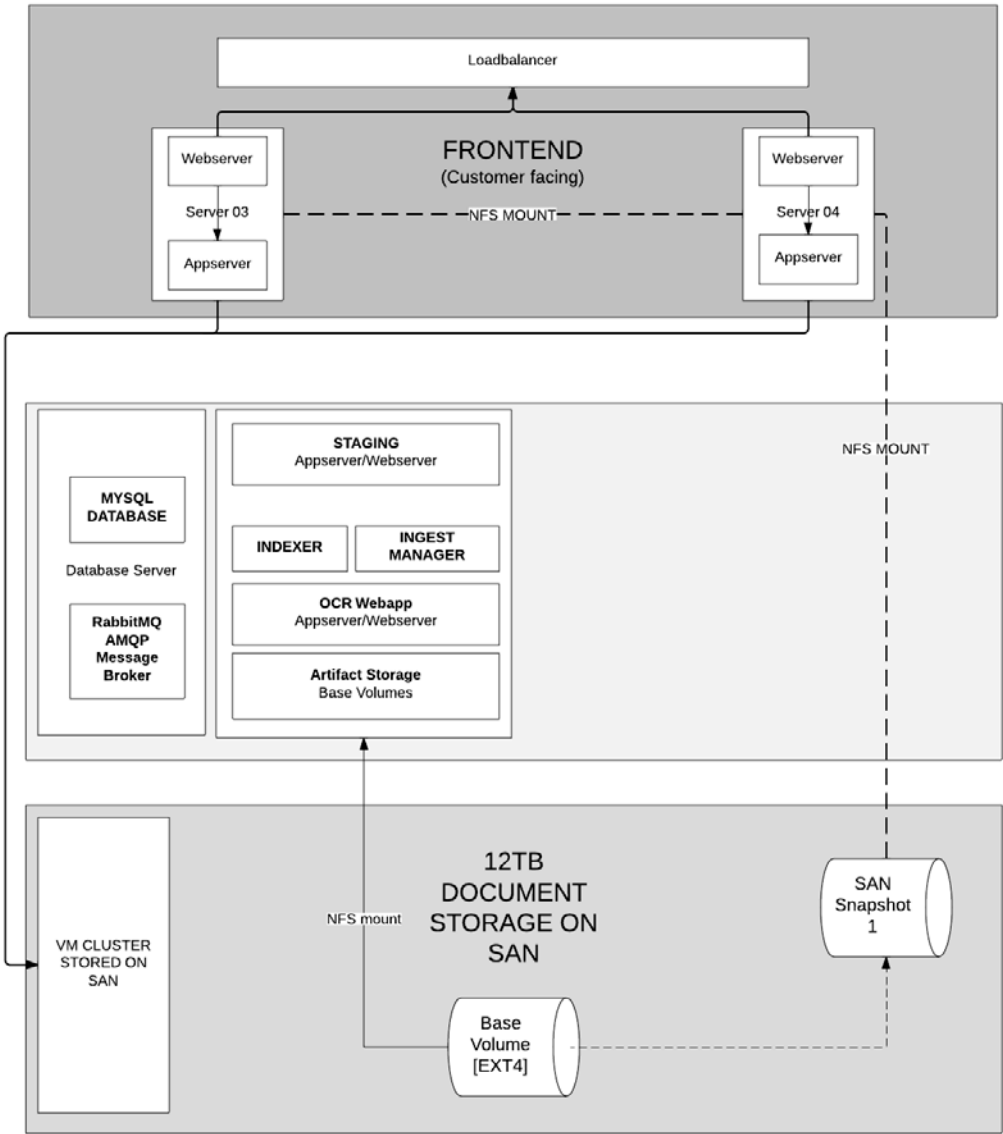 Loadbalancer
FRONTEND
(Customer facing)
Webserver
Server 03
Appserver
NFS MOUNT
Webserver
Server 04
Appserver
NFS MOUNT
MYSQL
DATABASE
Database Server
RabbitMQ
AMQP
Message
Broker
STAGING
Appserver/Webserver
INDEXER
INGEST
MANAGER
OCR Webapp
Appserver/Webserver
Artifact Storage
Base Volumes
VM CLUSTER
STORED ON
SAN
NFS mount
12TB
DOCUMENT
STORAGE ON
SAN
SAN
Snapshot
1
Base
Volume
[EXT4]